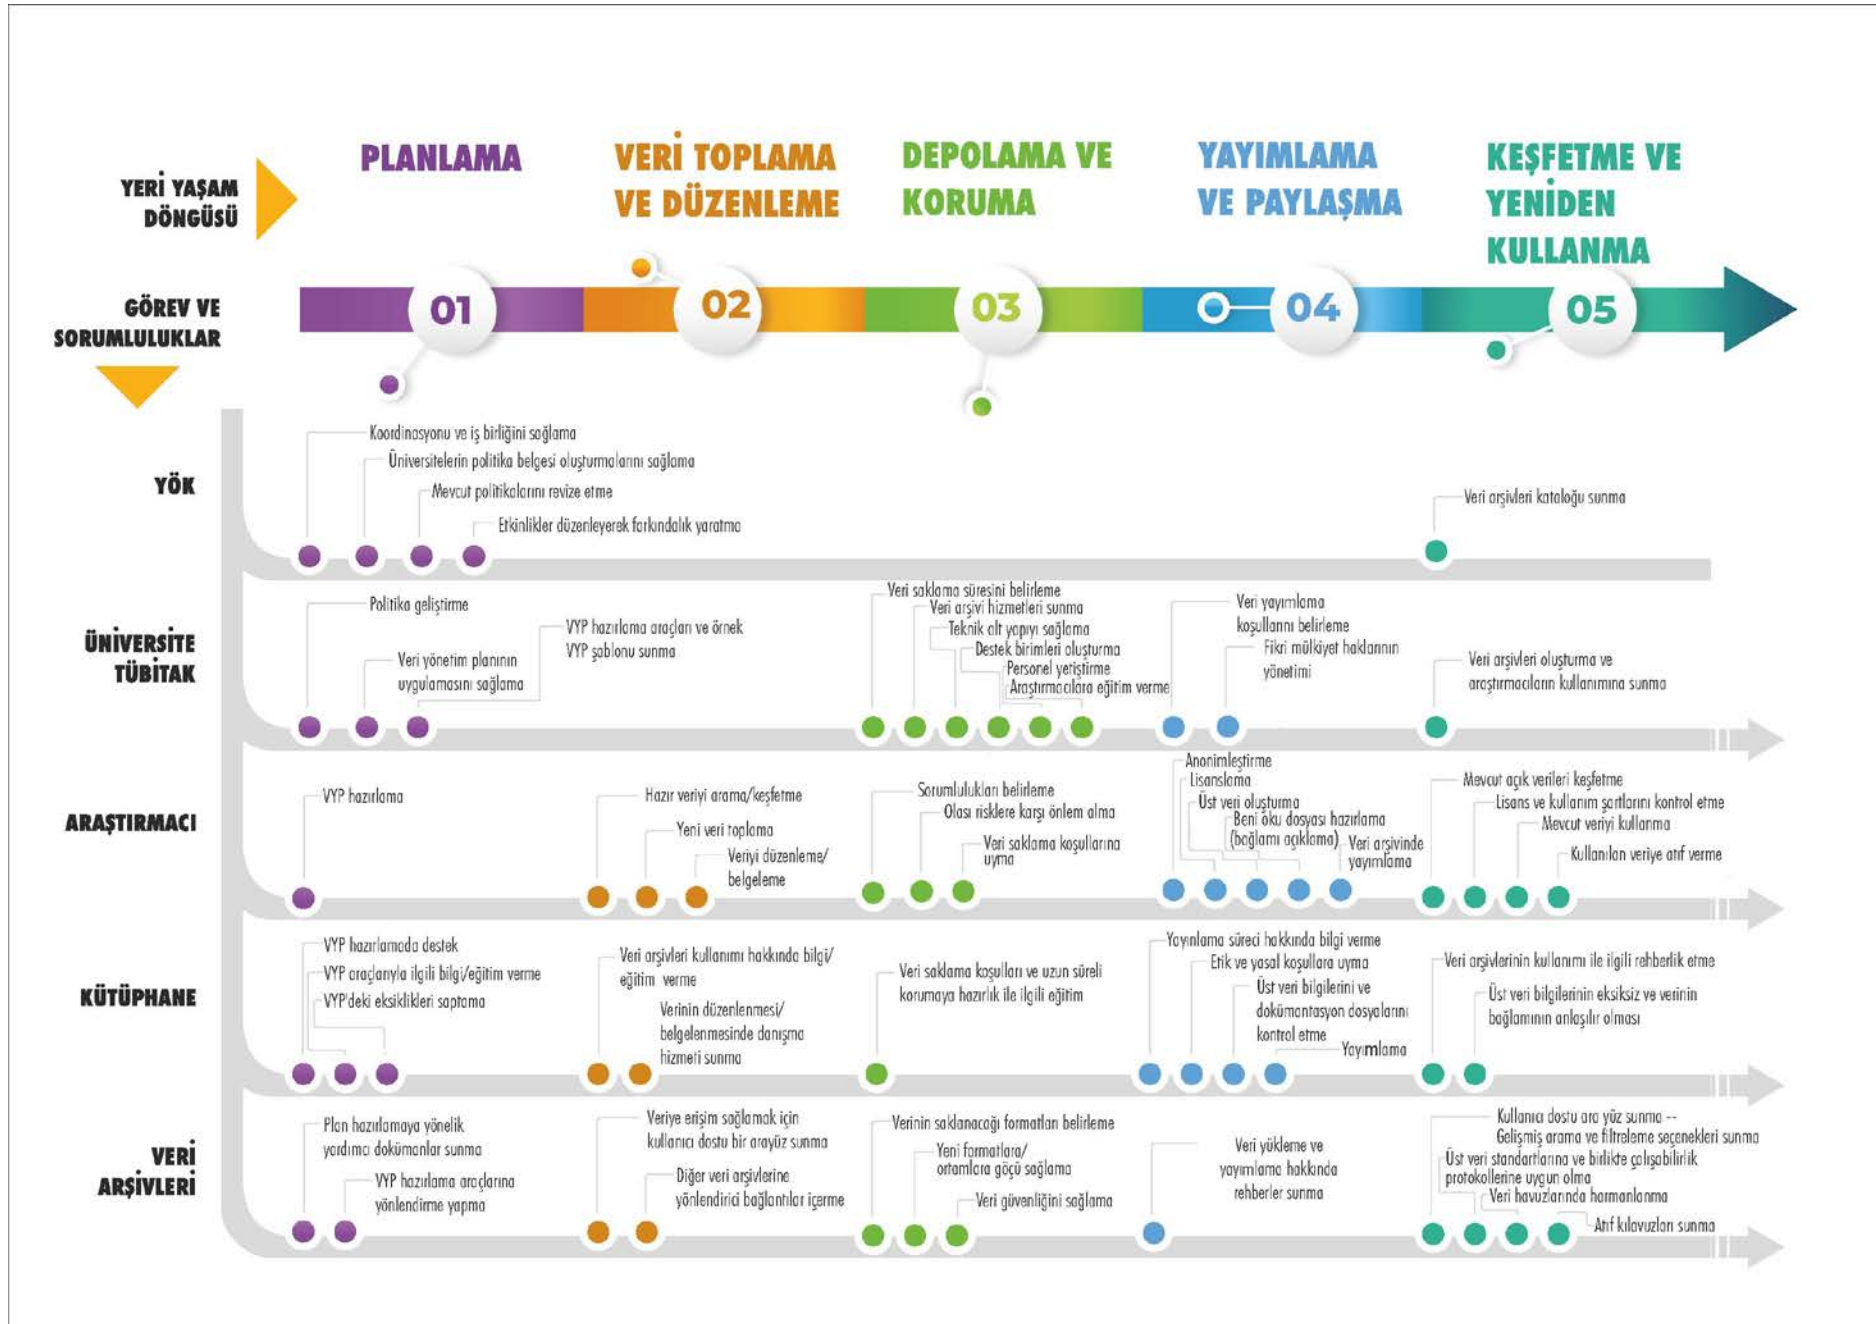 PLANLAMA
VERİ TOPLAMA
VE DÜZENLEME
DEPOLAMA VE
KORUMA
YAYIMLAMA
VE PAYLAŞMA
KEŞFETME VE
YENİDEN
KULLANMA
YERİ YAŞAM
DÖNGÜSÜ
01
02
03
04
05
GÖREV VE
SORUMLULUKLAR
YÖK
Koordinasyonu ve iş birliğini sağlama
Üniversitelerin politika belgesi oluşturmalarını sağlama
Mevcut politikalarını revize etme
Etkinlikler düzenleyerek farkındalık yaratma
Veri arşivleri kataloğu sunma
ÜNİVERSİTE
TÜBİTAK
Politika geliştirme
Veri yönetim planının
uygulamasını sağlama
VYP hazırlama araçları ve örnek
VYP şablonu sunma
Veri saklama süresini belirleme
Veri arşivi hizmetleri sunma
Teknik alt yapıyı sağlama
Destek birimleri oluşturma
Personel yetiştirme
Araştırmacılara eğitim verme
Veri yayımlama
koşullarını belirleme
Fikri mülkiyet haklarının
yönetimi
Veri arşivleri oluşturma ve
araştırmacıların kullanımına sunma
ARAŞTIRMACI
VYP hazırlama
Hazır veriyi arama/keşfetme
Yeni veri toplama
Veriyi düzenleme/
belgeleme
Sorumlulukları belirleme
Olası risklere karşı önlem alma
Veri saklama koşullarına
uyma
Anonimleştirme
Lisanslama
Üst veri oluşturma
Beni oku dosyası hazırlama
(bağlamı açıklama)
Veri arşivinde
yayımlama
Mevcut açık verileri keşfetme
Lisans ve kullanım şartlarını kontrol etme
Mevcut veriyi kullanma
Kullanılan veriye atıf verme
KÜTÜPHANE
VYP hazırlamada destek
VYP araçlarıyla ilgili bilgi/eğitim verme
VYP'deki eksiklikleri saptama
Veri arşivleri kullanımı hakkında bilgi/
eğitim verme
Verinin düzenlenmesi/
belgelenmesinde danışma
hizmeti sunma
Veri saklama koşulları ve uzun süreli
korumaya hazırlık ile ilgili eğitim
Yayınlama süreci hakkında bilgi verme
Etik ve yasal koşullara uyma
Üst veri bilgilerini ve
dokümantasyon dosyalarını
kontrol etme
Yayımlama
Veri arşivlerinin kullanımı ile ilgili rehberlik etme
Üst veri bilgilerinin eksiksiz ve verinin
bağlamının anlaşılır olması
VERİ
ARŞİVLERİ
Plan hazırlamaya yönelik
yardımcı dokümanlar sunma
VYP hazırlama araçlarına
yönlendirme yapma
Veriye erişim sağlamak için
kullanıcı dostu bir arayüz sunma
Diğer veri arşivlerine
yönlendirici bağlantılar içerme
Verinin saklanacağı formatları belirleme
Yeni formatlara/
ortamlara göçü sağlama
Veri güvenliğini sağlama
Veri yükleme ve
yayımlama hakkında
rehberler sunma
Kullanıcı dostu ara yüz sunma --
Gelişmiş arama ve filtreleme seçenekleri sunma
Üst veri standartlarına ve birlikte çalışabilirlik
protokollerine uygun olma
Veri havuzlarında harmanlanma
Atıf kılavuzları sunma